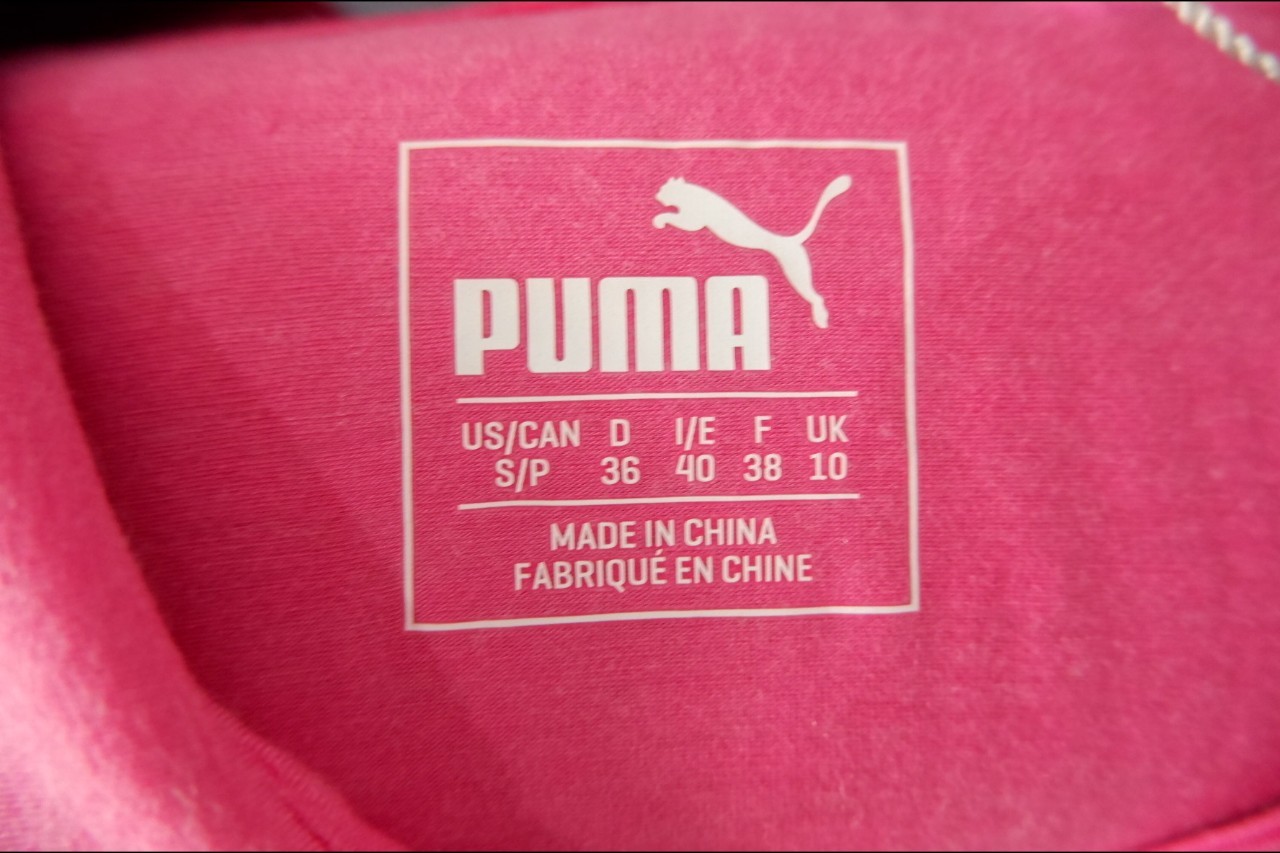 PUMA
US/CAN D I/E F UK
S/P 36 40 38 10
MADE IN CHINA
FABRIQUÉ EN CHINE